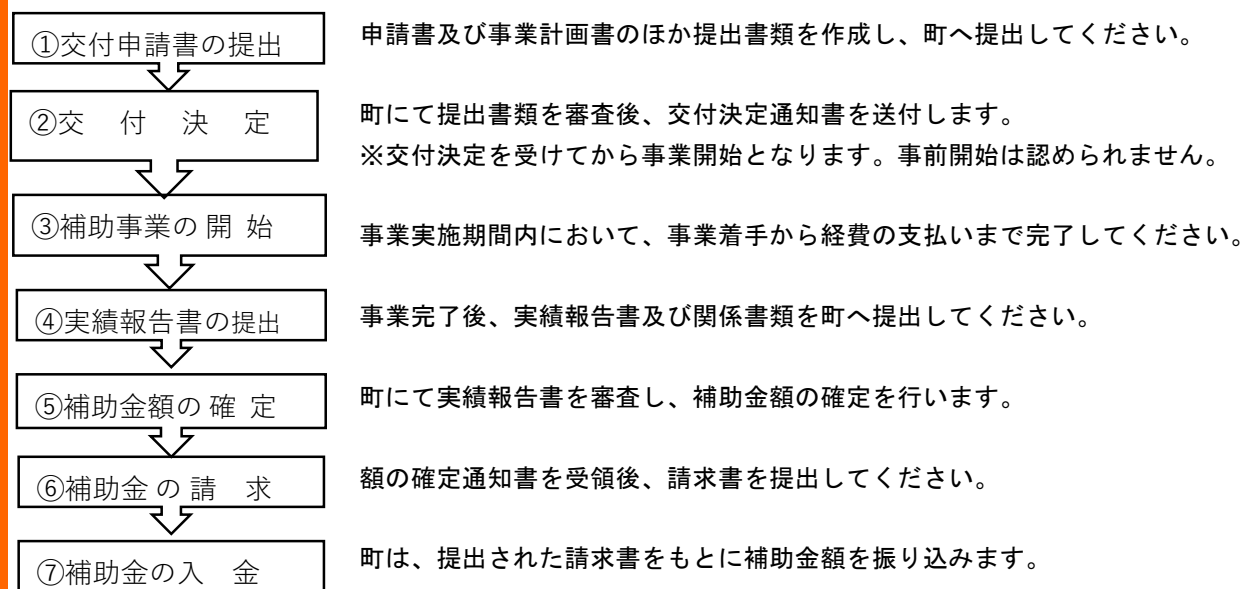 ①交付申請書の提出
申請書及び事業計画書のほか提出書類を作成し、町へ提出してください。
②交 付 決 定
町にて提出書類を審査後、交付決定通知書を送付します。
※交付決定を受けてから事業開始となります。事前開始は認められません。
③補助事業の開 始
事業実施期間内において、事業着手から経費の支払いまで完了してください。
④実績報告書の提出
事業完了後、実績報告書及び関係書類を町へ提出してください。
⑤補助金額の確 定
町にて実績報告書を審査し、補助金額の確定を行います。
⑥補助金の請 求
額の確定通知書を受領後、請求書を提出してください。
⑦補助金の入 金
町は、提出された請求書をもとに補助金額を振り込みます。